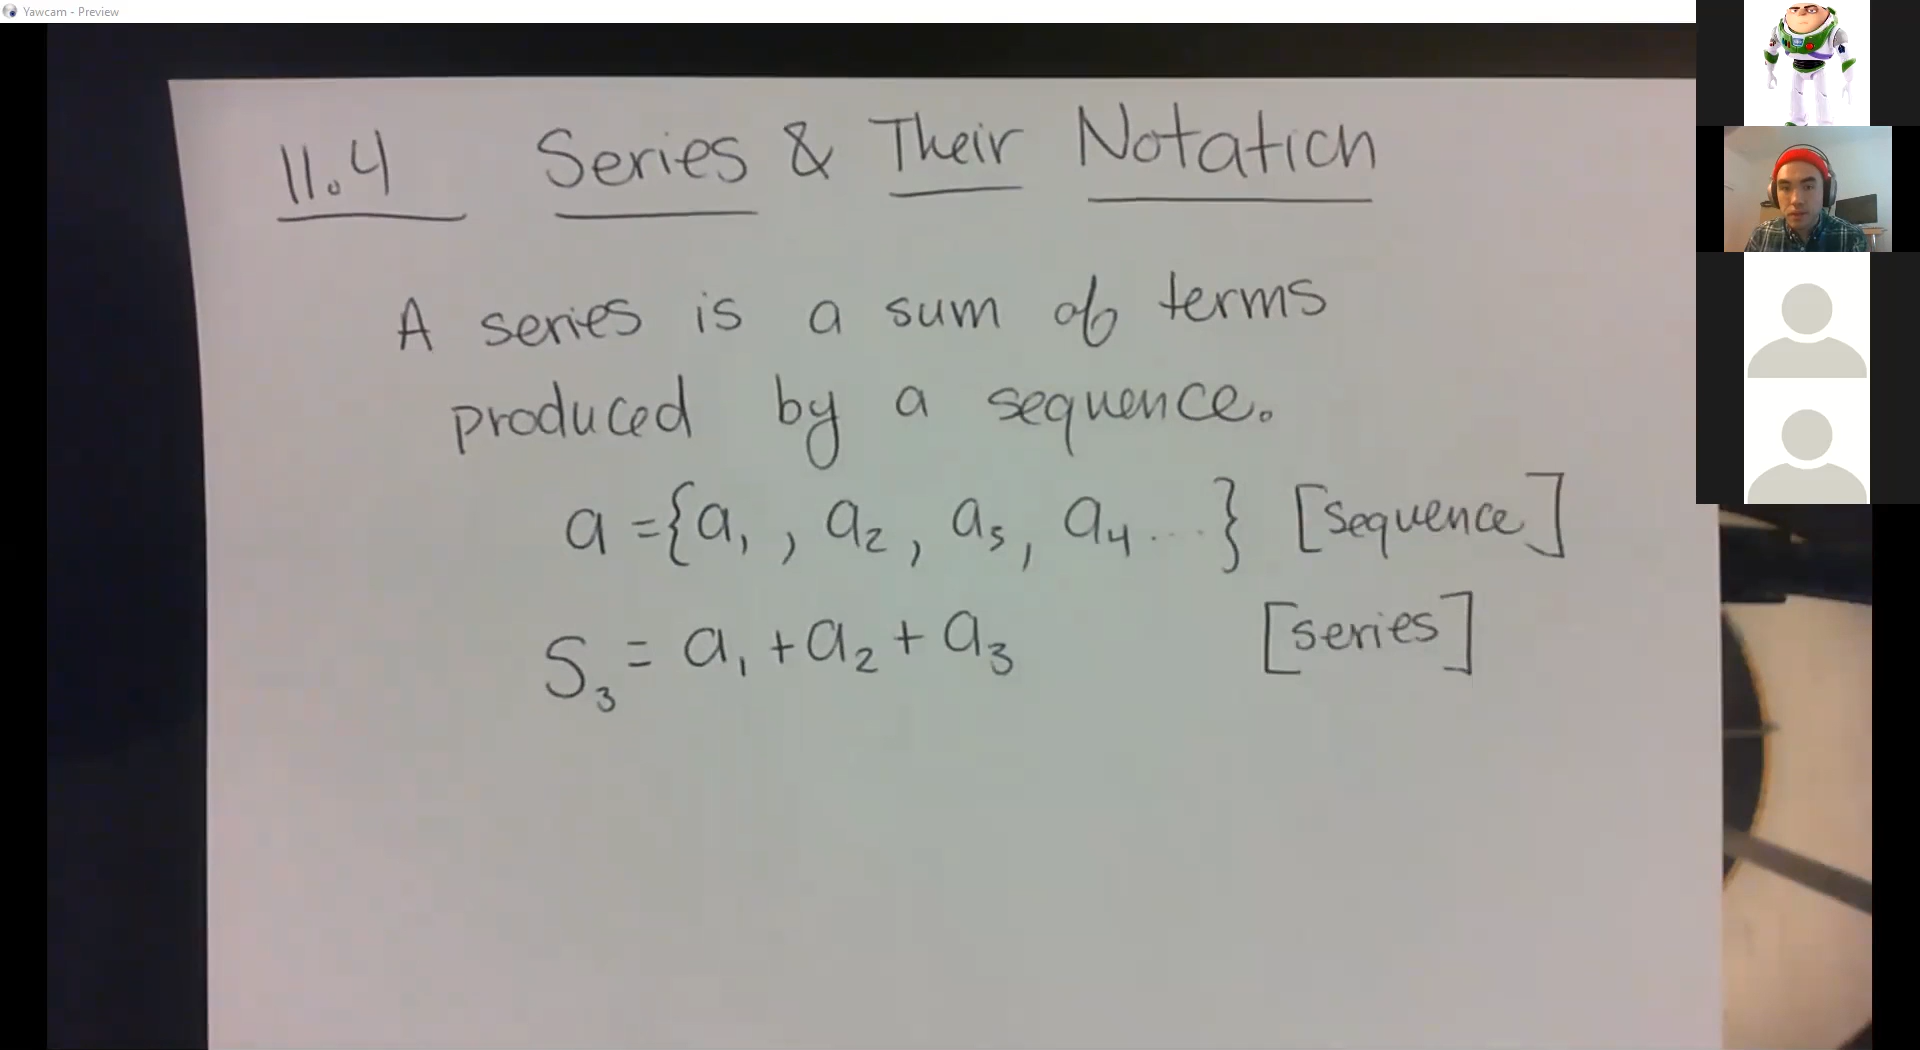 Yawcam - Preview
11.4 Series & Their Notation
A series is a sum of terms
produced by a sequence.
a = {a₁, a₂, a₃, a₄ ... } [sequence]
S₃ = a₁ + a₂ + a₃ [series]